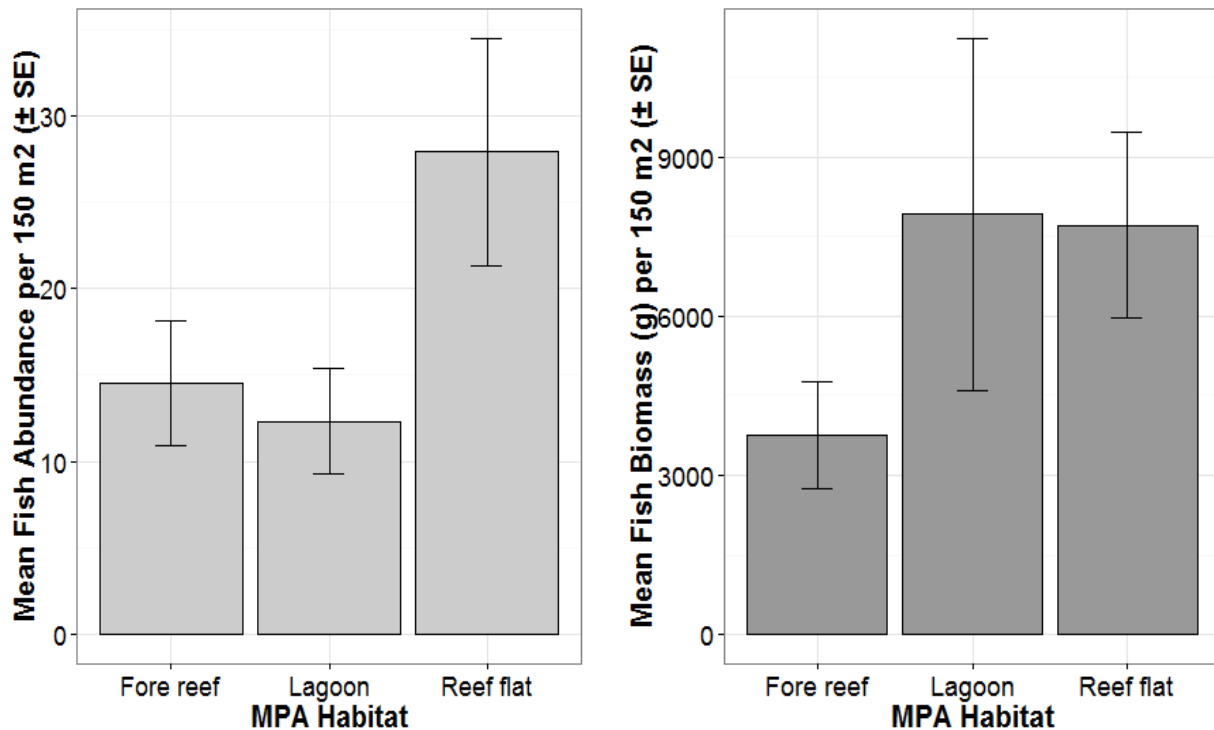 Mean Fish Abundance per 150 m2 (± SE)
30
20
10
0
Fore reef Lagoon Reef flat
MPA Habitat
Mean Fish Biomass (g) per 150 m2 (± SE)
9000
6000
3000
0
Fore reef Lagoon Reef flat
MPA Habitat